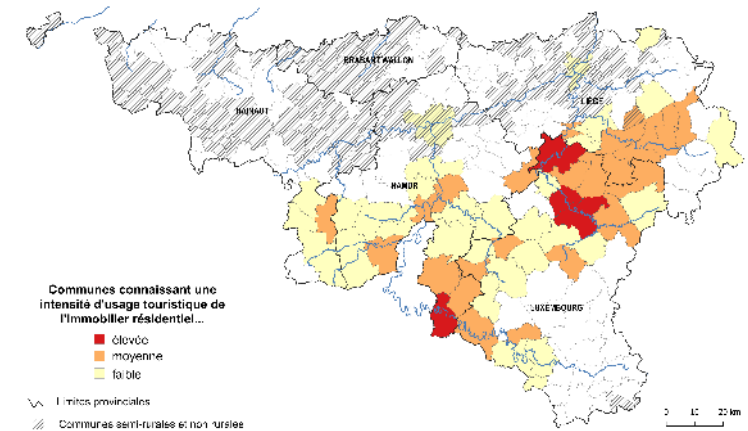 BRABANT WALLON
HAINAUT
LIÈGE
NAMUR
LUXEMBOURG
Communes connaissant une
intensité d'usage touristique de
l'immobilier résidentiel...
élevée
moyenne
faible
Limites provinciales
Communes semi-rurales et non rurales
0 10 20 km